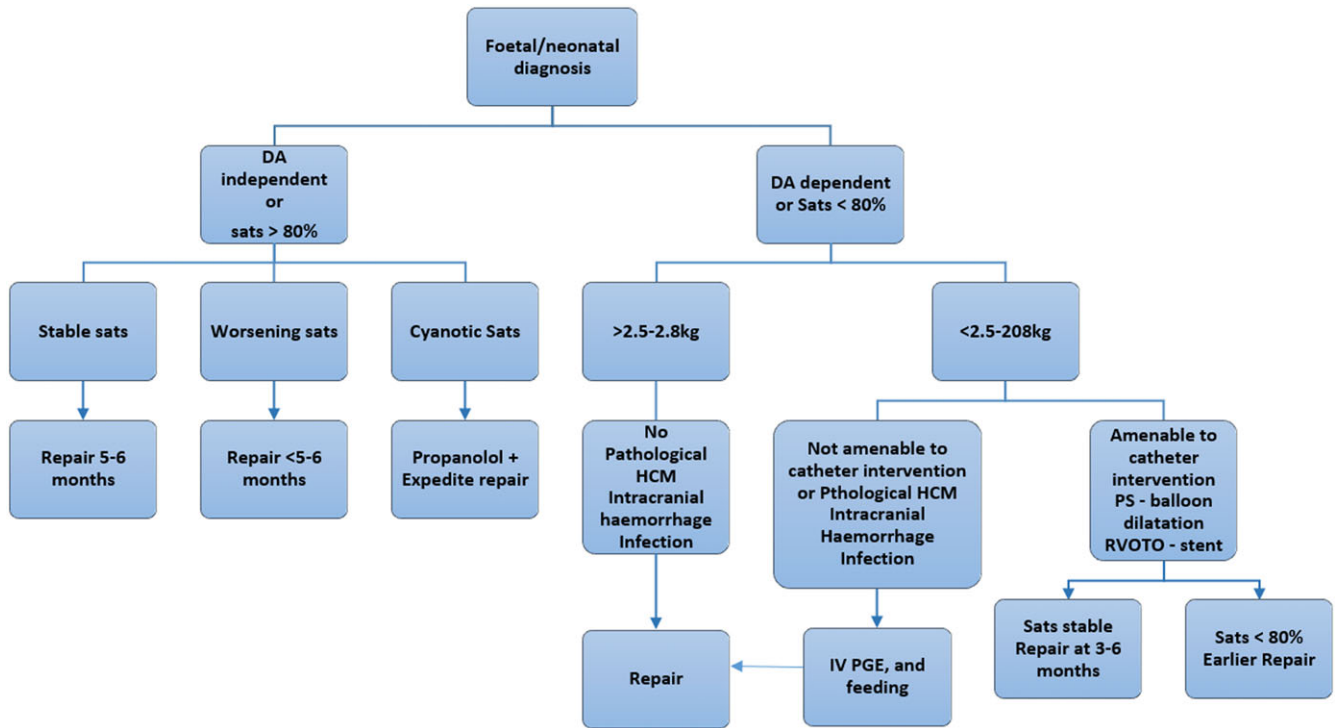 Foetal/neonatal
diagnosis
DA
independent
or
sats > 80%
DA dependent
or Sats < 80%
Stable sats
Worsening sats
Cyanotic Sats
>2.5-2.8kg
<2.5-208kg
Repair 5-6
months
Repair <5-6
months
Propanolol +
Expedite repair
No
Pathological
HCM
Intracranial
haemorrhage
Infection
Not amenable to
catheter intervention
or Pthological HCM
Intracranial
Haemorrhage
Infection
Amenable to
catheter
intervention
PS - balloon
dilatation
RVOTO - stent
Repair
IV PGE, and
feeding
Sats stable
Repair at 3-6
months
Sats < 80%
Earlier Repair